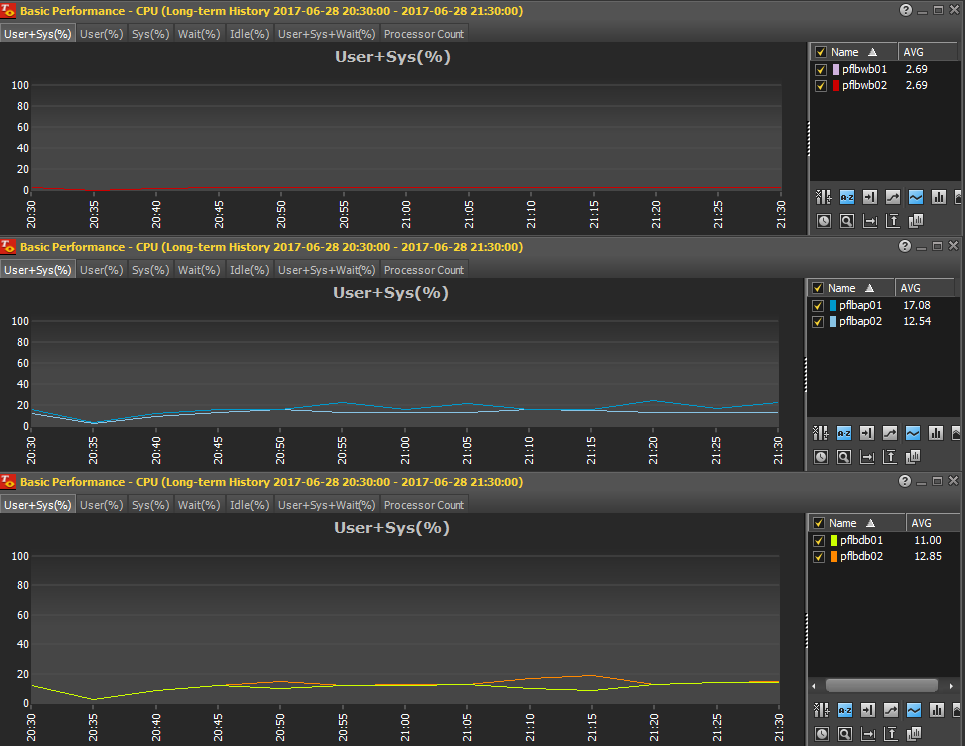 Basic Performance - CPU (Long-term History 2017-06-28 20:30:00 - 2017-06-28 21:30:00)
User+Sys(%) User(%) Sys(%) Wait(%) Idle(%) User+Sys+Wait(%) Processor Count
User+Sys(%)
Name AVG
pflbwb01 2.69
pflbwb02 2.69
100
80
60
40
20
0
20:30 20:35 20:40 20:45 20:50 20:55 21:00 21:05 21:10 21:15 21:20 21:25 21:30
A-Z
Basic Performance - CPU (Long-term History 2017-06-28 20:30:00 - 2017-06-28 21:30:00)
User+Sys(%) User(%) Sys(%) Wait(%) Idle(%) User+Sys+Wait(%) Processor Count
User+Sys(%)
Name AVG
pflbap01 17.08
pflbap02 12.54
100
80
60
40
20
0
20:30 20:35 20:40 20:45 20:50 20:55 21:00 21:05 21:10 21:15 21:20 21:25 21:30
A-Z
Basic Performance - CPU (Long-term History 2017-06-28 20:30:00 - 2017-06-28 21:30:00)
User+Sys(%) User(%) Sys(%) Wait(%) Idle(%) User+Sys+Wait(%) Processor Count
User+Sys(%)
Name AVG
pflbdb01 11.00
pflbdb02 12.85
100
80
60
40
20
0
20:30 20:35 20:40 20:45 20:50 20:55 21:00 21:05 21:10 21:15 21:20 21:25 21:30
A-Z